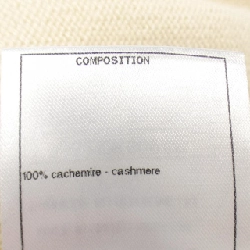 COMPOSITION
100% cachemire - cashmere